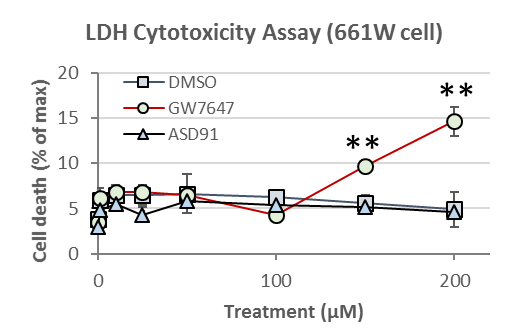 LDH Cytotoxicity Assay (661W cell)
20
15
10
5
0
Cell death (% of max)
DMSO
GW7647
ASD91
**
**
0
100
200
Treatment (µM)